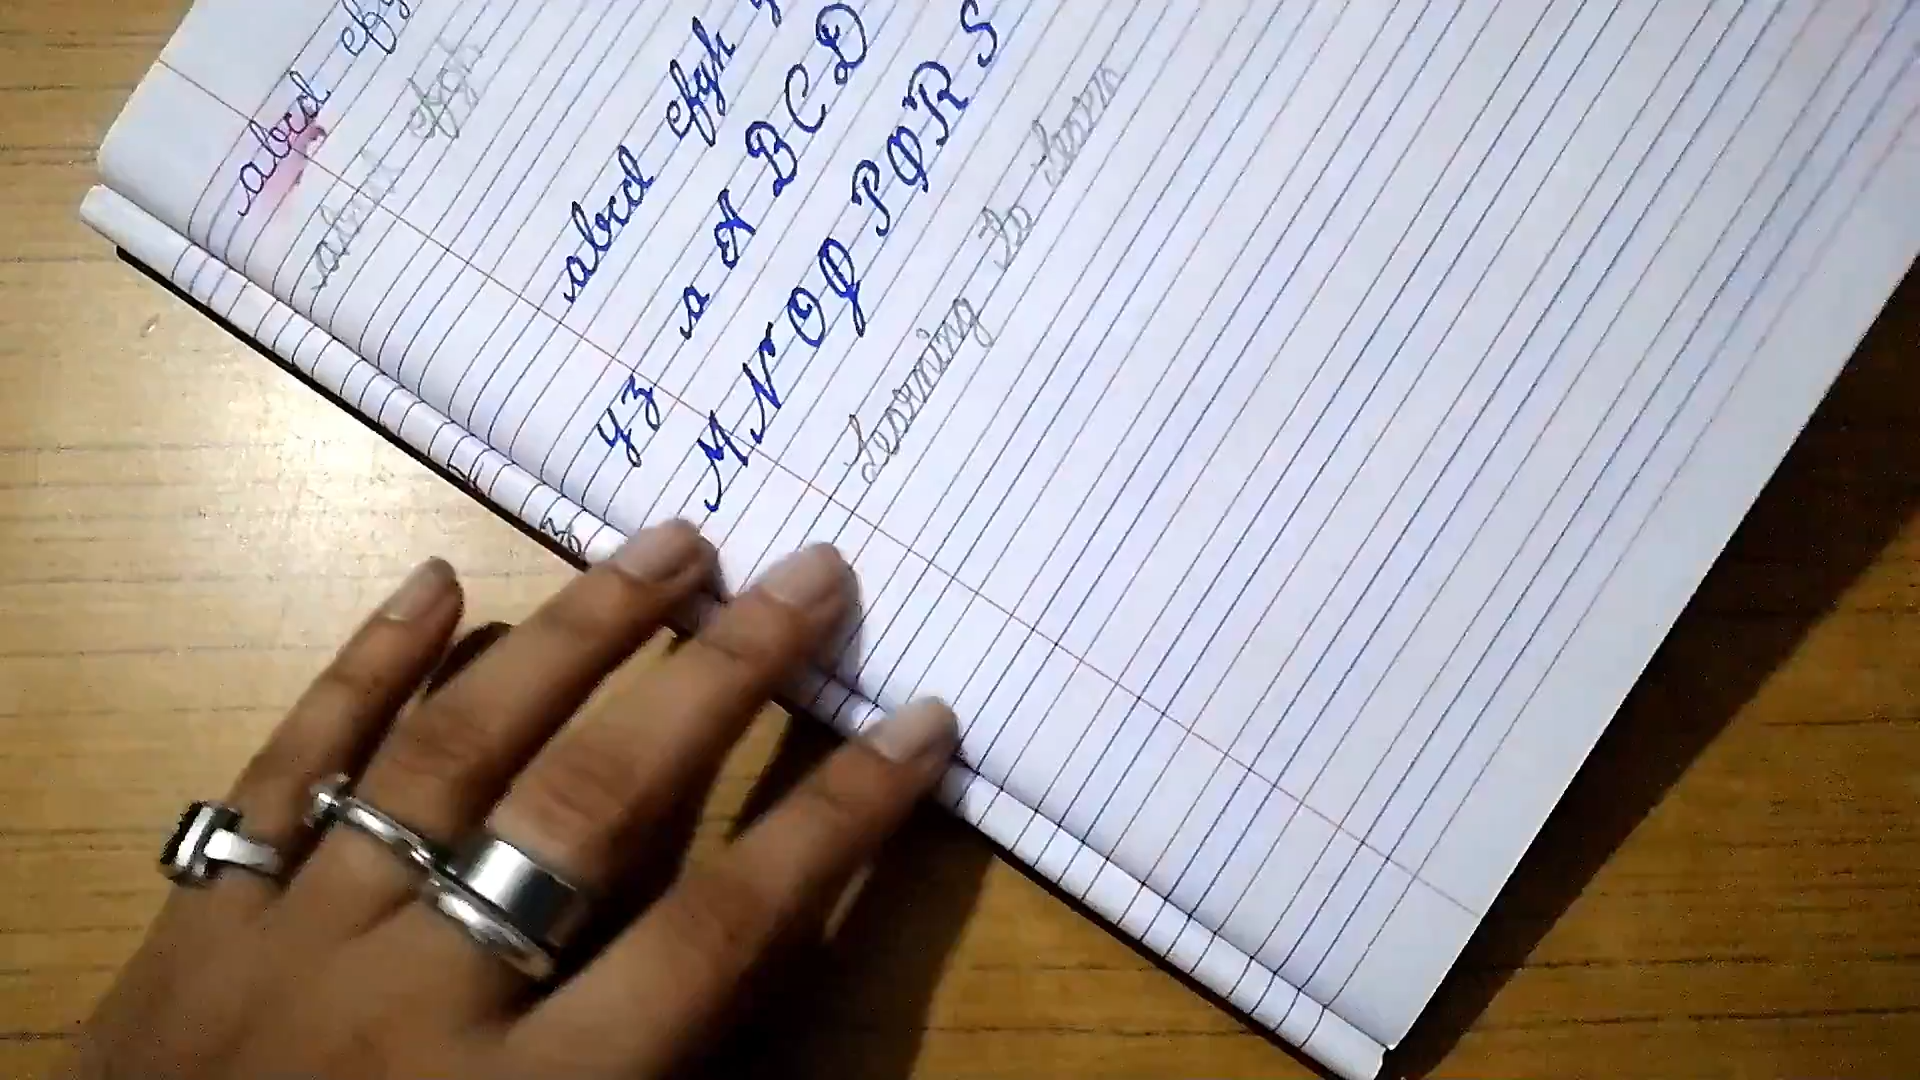 abcd efg
abcd efgh
abcd efgh
a A B C D
yz
M N O Q P Q R S
Learning to learn
z